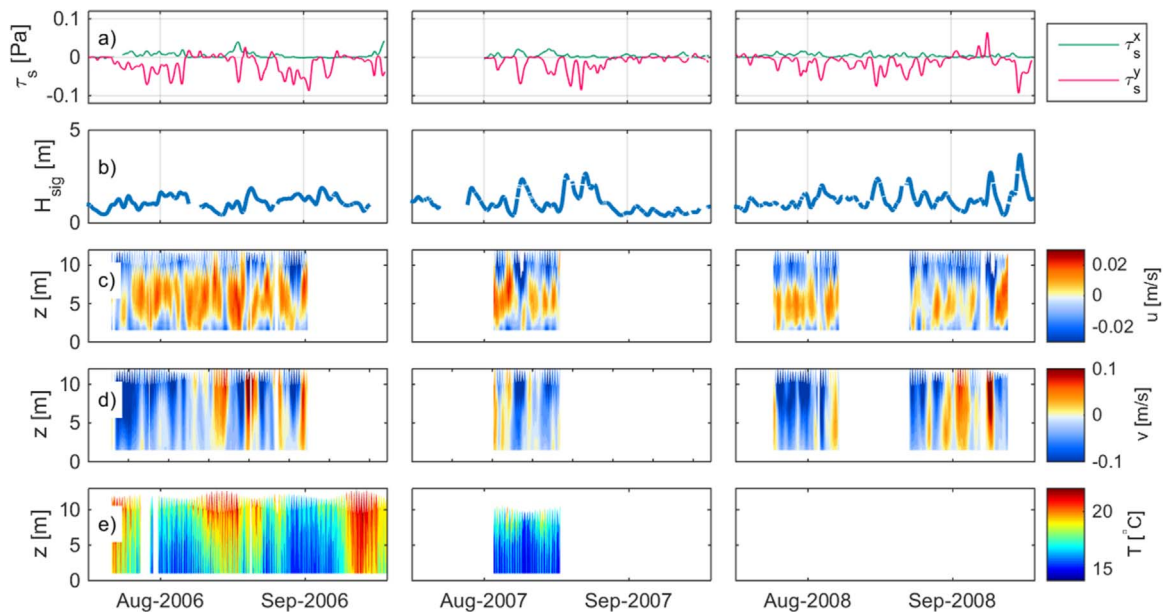 0.1
0
-0.1
τ_s [Pa]
a)
τ_s^x
τ_s^y
5
0
H_sig [m]
b)
10
5
0
z [m]
c)
0.02
0
-0.02
u [m/s]
10
5
0
z [m]
d)
0.1
0
-0.1
v [m/s]
10
5
0
z [m]
e)
20
15
T [°C]
Aug-2006 Sep-2006 Aug-2007 Sep-2007 Aug-2008 Sep-2008